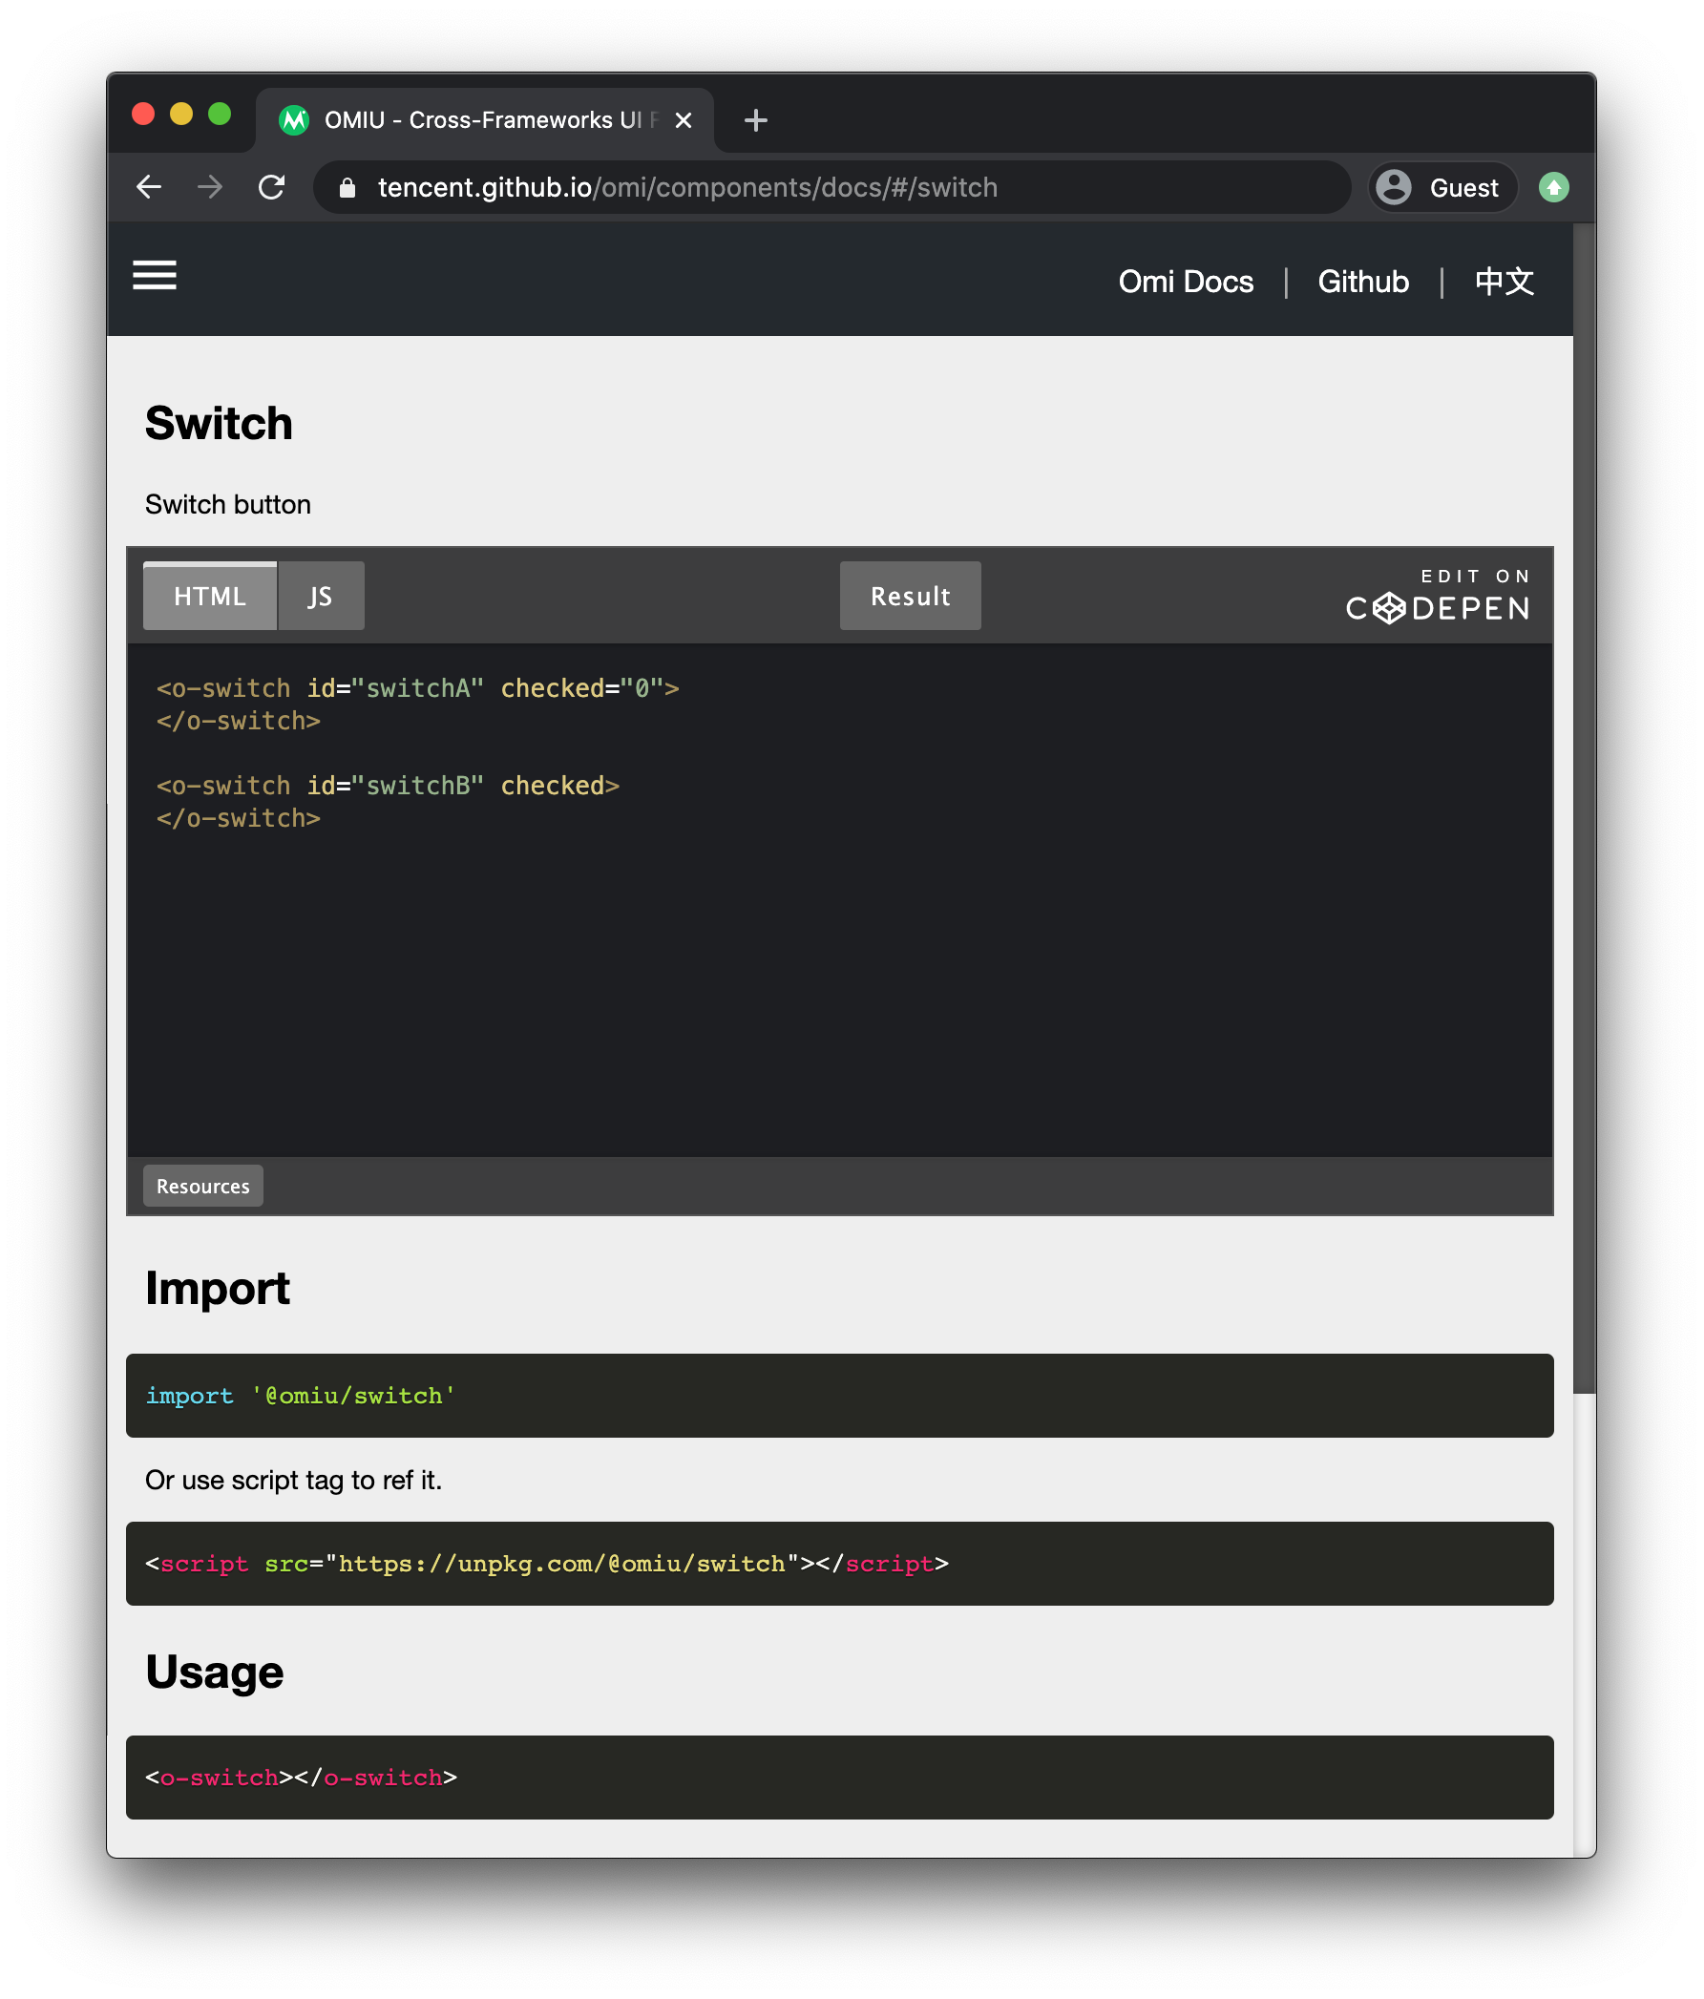 OMIU - Cross-Frameworks UI F
tencent.github.io/omi/components/docs/#/switch
Guest
Omi Docs | Github | 中文
Switch
Switch button
HTML JS Result EDIT ON
CODEPEN
<o-switch id="switchA" checked="0">
</o-switch>
<o-switch id="switchB" checked>
</o-switch>
Resources
Import
import '@omiu/switch'
Or use script tag to ref it.
<script src="https://unpkg.com/@omiu/switch"></script>
Usage
<o-switch></o-switch>